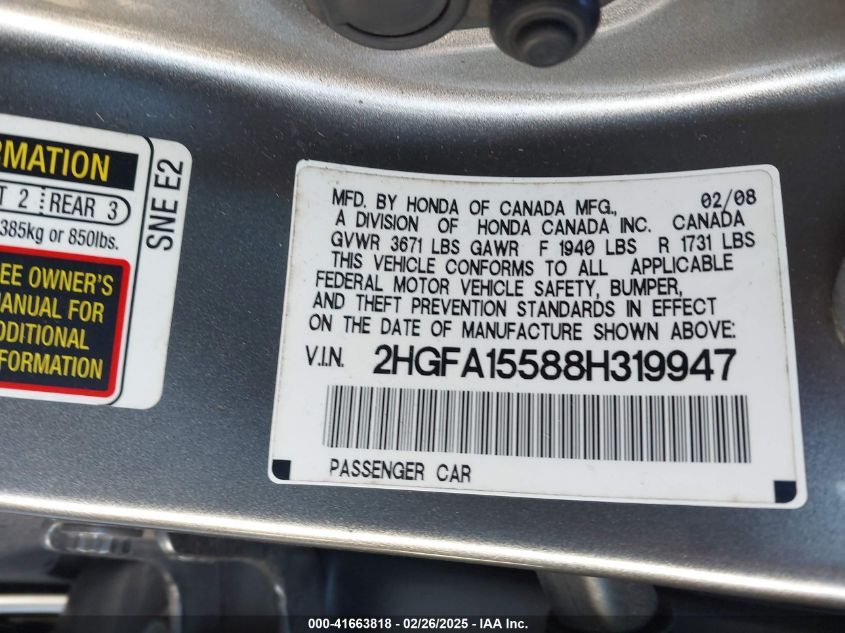 RMATION
T 2 REAR 3
385kg or 850lbs.
EE OWNER'S
ANUAL FOR
DDITIONAL
FORMATION
SNE E2
MFD. BY HONDA OF CANADA MFG., 02/08
A DIVISION OF HONDA CANADA INC. CANADA
GVWR 3671 LBS GAWR F 1940 LBS R 1731 LBS
THIS VEHICLE CONFORMS TO ALL APPLICABLE
FEDERAL MOTOR VEHICLE SAFETY, BUMPER,
AND THEFT PREVENTION STANDARDS IN EFFECT
ON THE DATE OF MANUFACTURE SHOWN ABOVE:
V.I.N. 2HGFA15588H319947
PASSENGER CAR
000-41663818 - 02/26/2025 - IAA Inc.